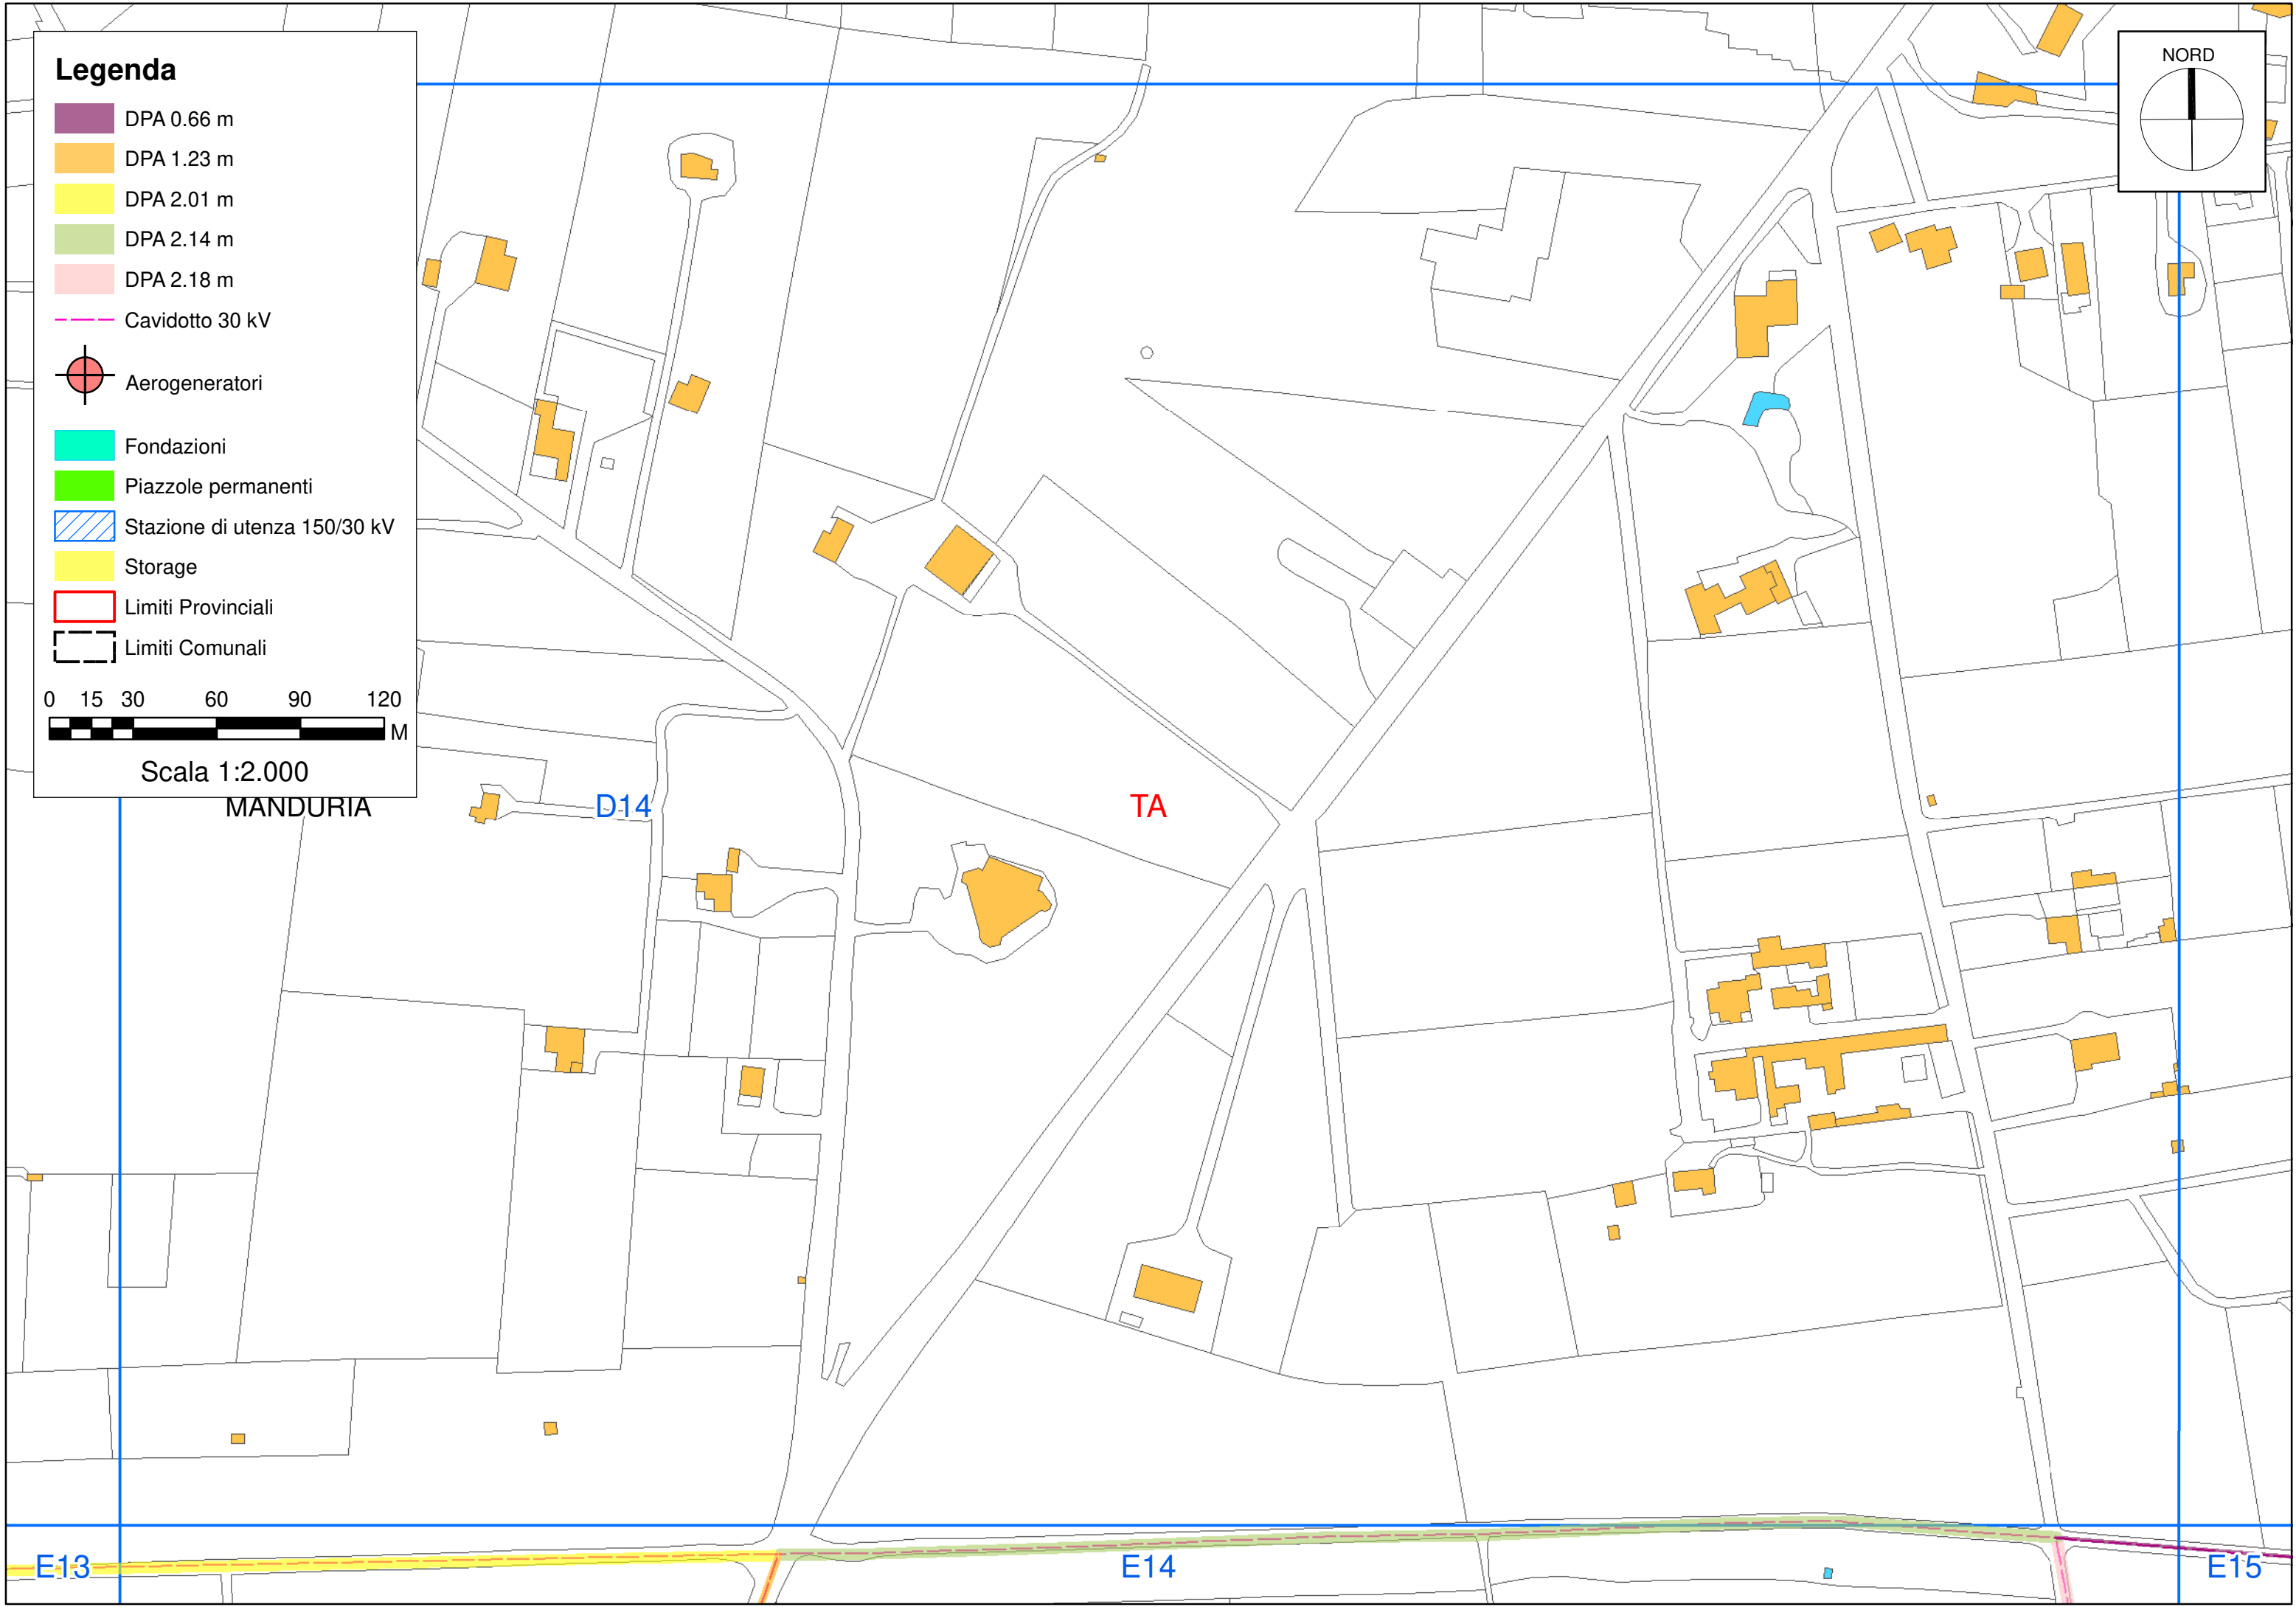 Legenda
DPA 0.66 m
DPA 1.23 m
DPA 2.01 m
DPA 2.14 m
DPA 2.18 m
Cavidotto 30 kV
Aerogeneratori
Fondazioni
Piazzole permanenti
Stazione di utenza 150/30 kV
Storage
Limiti Provinciali
Limiti Comunali
0 15 30 60 90 120
M
Scala 1:2.000
NORD
MANDURIA
D14
TA
E13
E14
E15